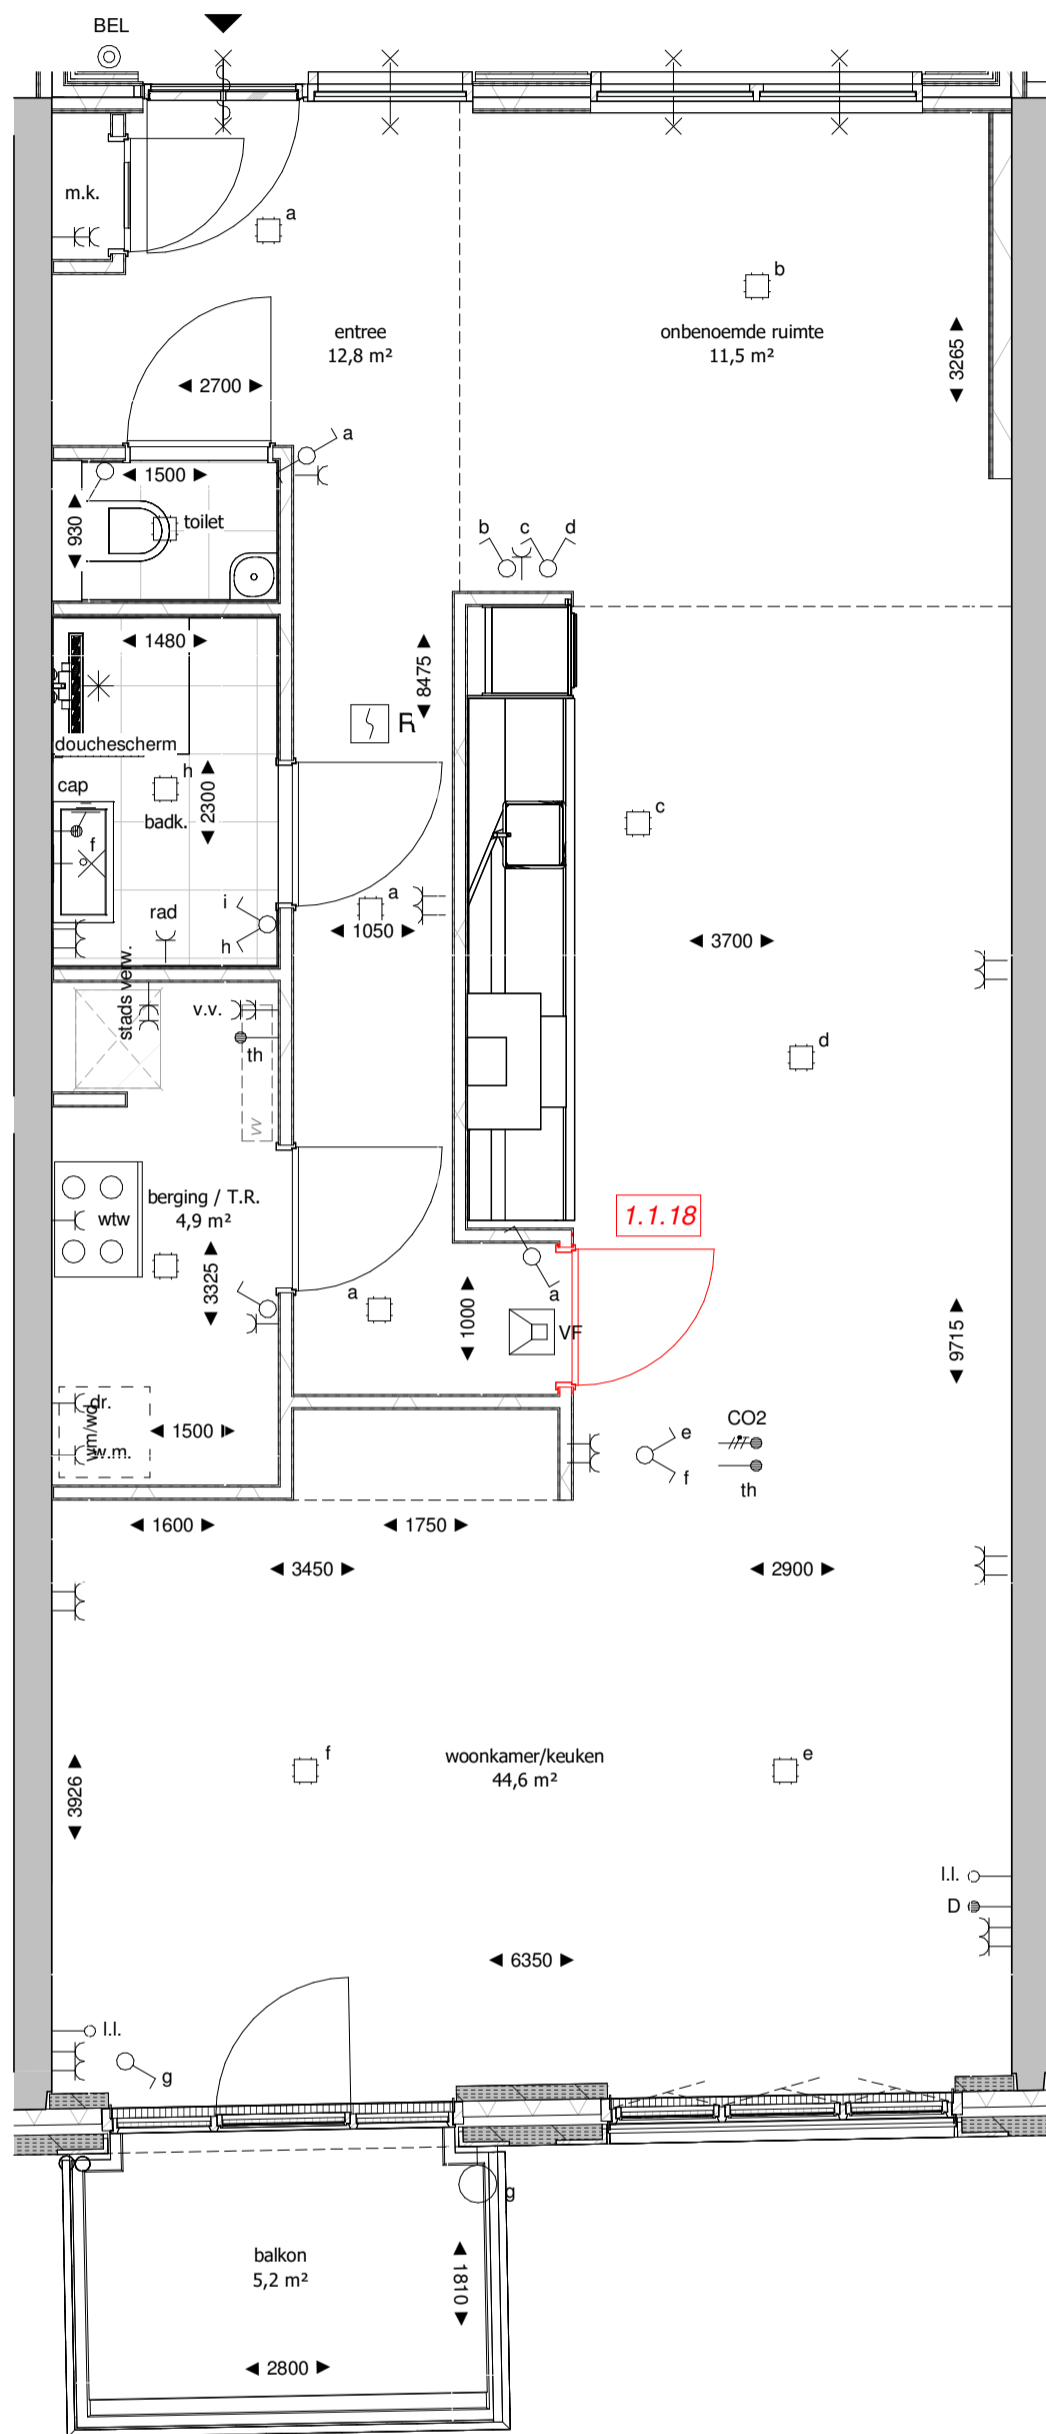 BEL
m.k.
a
b
entree
12,8 m²
onbenoemde ruimte
11,5 m²
3265
2700
a
1500
930
toilet
b c d
1480
8475
R
douchescherm
cap
h
2300
badk.
f
c
a
rad
i
h
1050
3700
stads verw.
v.v.
th
vv
d
berging / T.R.
4,9 m²
wtw
3325
1.1.18
a
a
1000
VF
9715
dr.
wm/wd
w.m.
1500
CO2
e
f
th
1600
1750
3450
2900
3926
f
woonkamer/keuken
44,6 m²
e
l.l.
D
6350
l.l.
g
g
balkon
5,2 m²
1810
2800